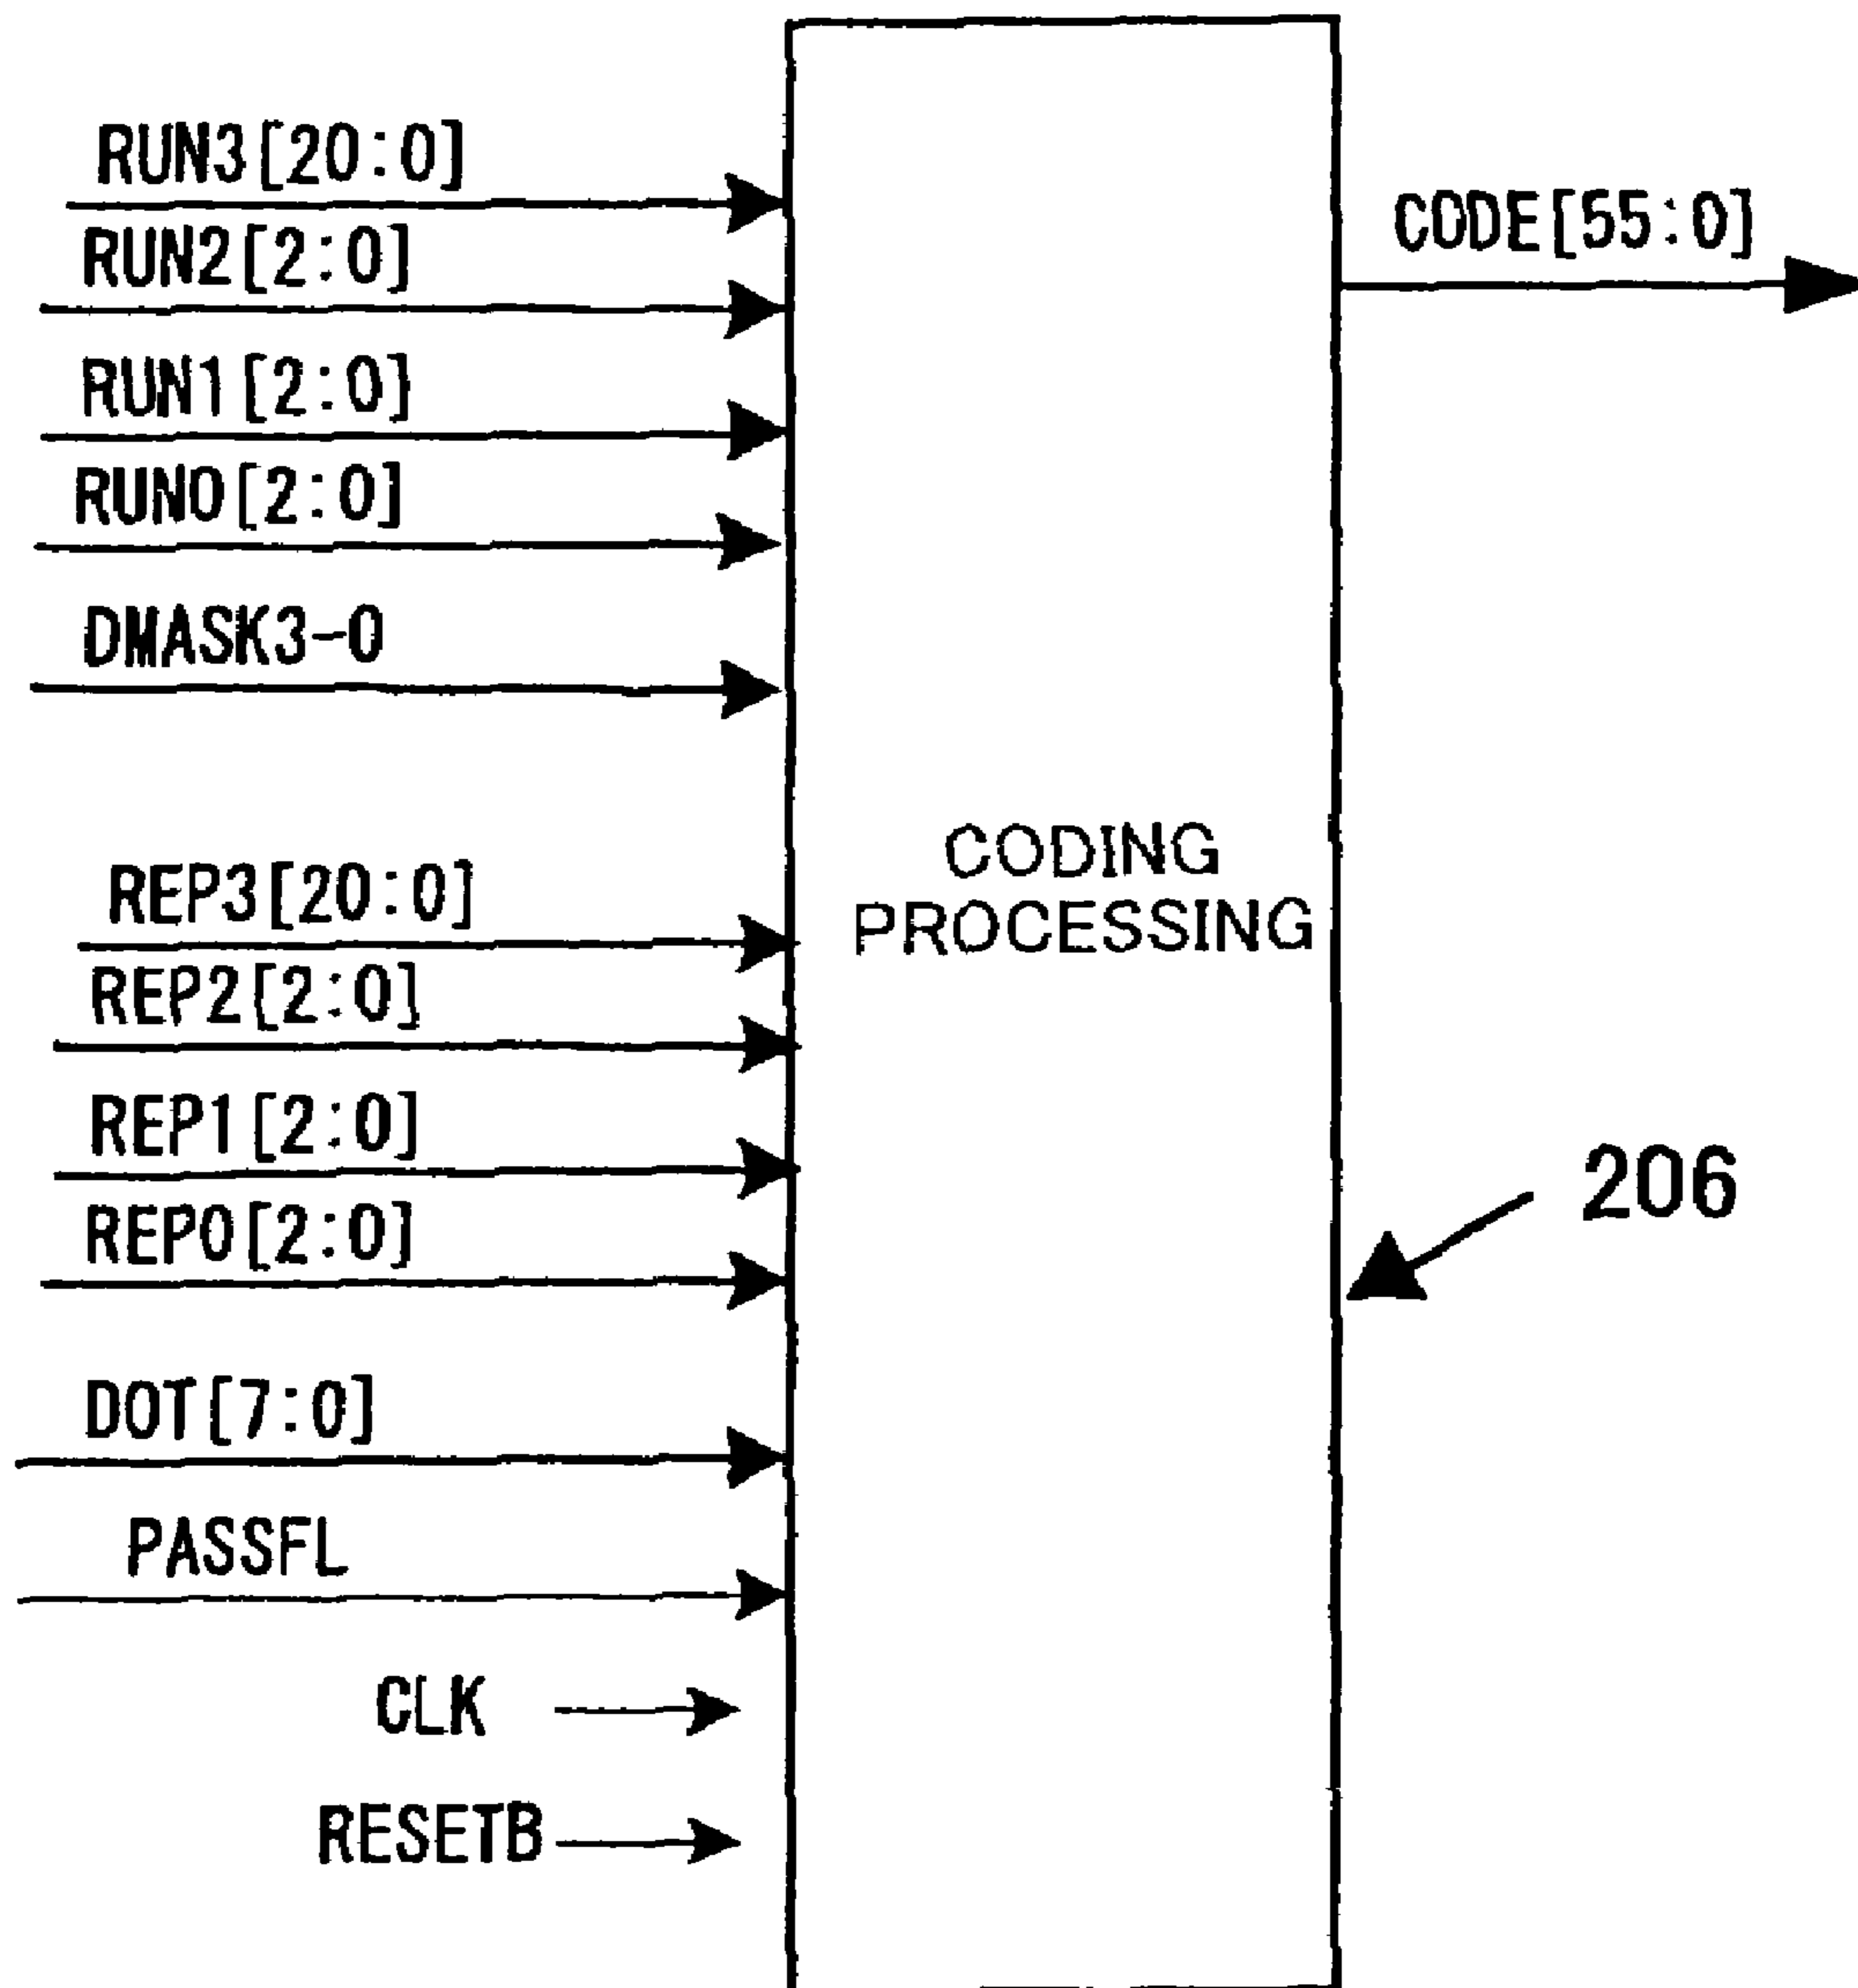 RUN3[20:0]
CODE[55:0]
RUN2[2:0]
RUN1[2:0]
RUN0[2:0]
DMASK3-0
CODING
PROCESSING
REP3[20:0]
REP2[2:0]
REP1[2:0]
206
REP0[2:0]
DOT[7:0]
PASSFL
CLK
RESETB